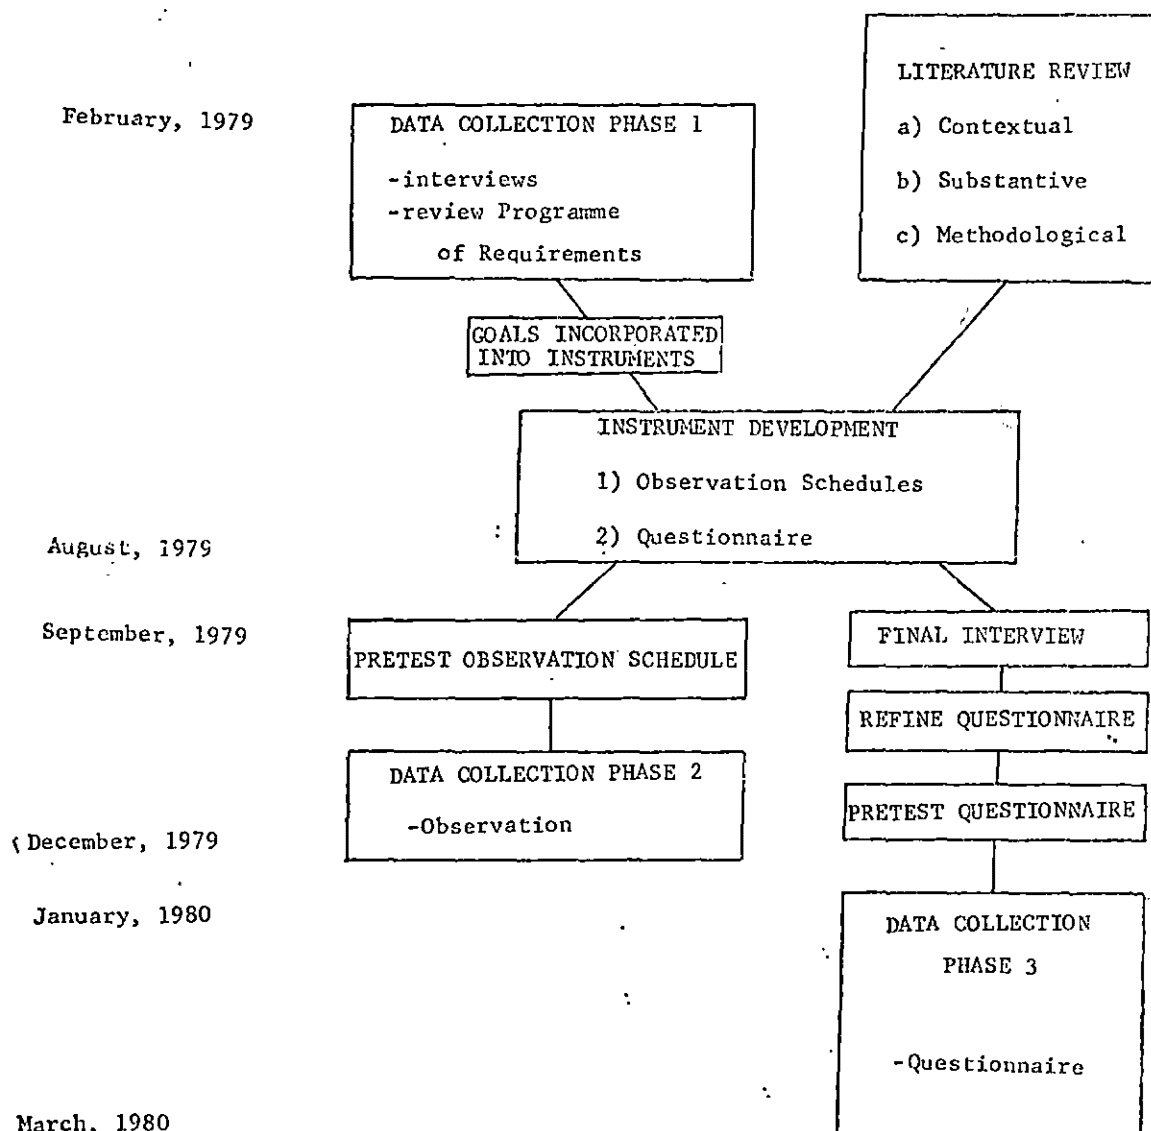 February, 1979
DATA COLLECTION PHASE 1
-interviews
-review Programme
of Requirements
LITERATURE REVIEW
a) Contextual
b) Substantive
c) Methodological
GOALS INCORPORATED
INTO INSTRUMENTS
INSTRUMENT DEVELOPMENT
1) Observation Schedules
2) Questionnaire
August, 1979
September, 1979
PRETEST OBSERVATION SCHEDULE
FINAL INTERVIEW
REFINE QUESTIONNAIRE
DATA COLLECTION PHASE 2
-Observation
PRETEST QUESTIONNAIRE
December, 1979
January, 1980
DATA COLLECTION
PHASE 3
-Questionnaire
March, 1980